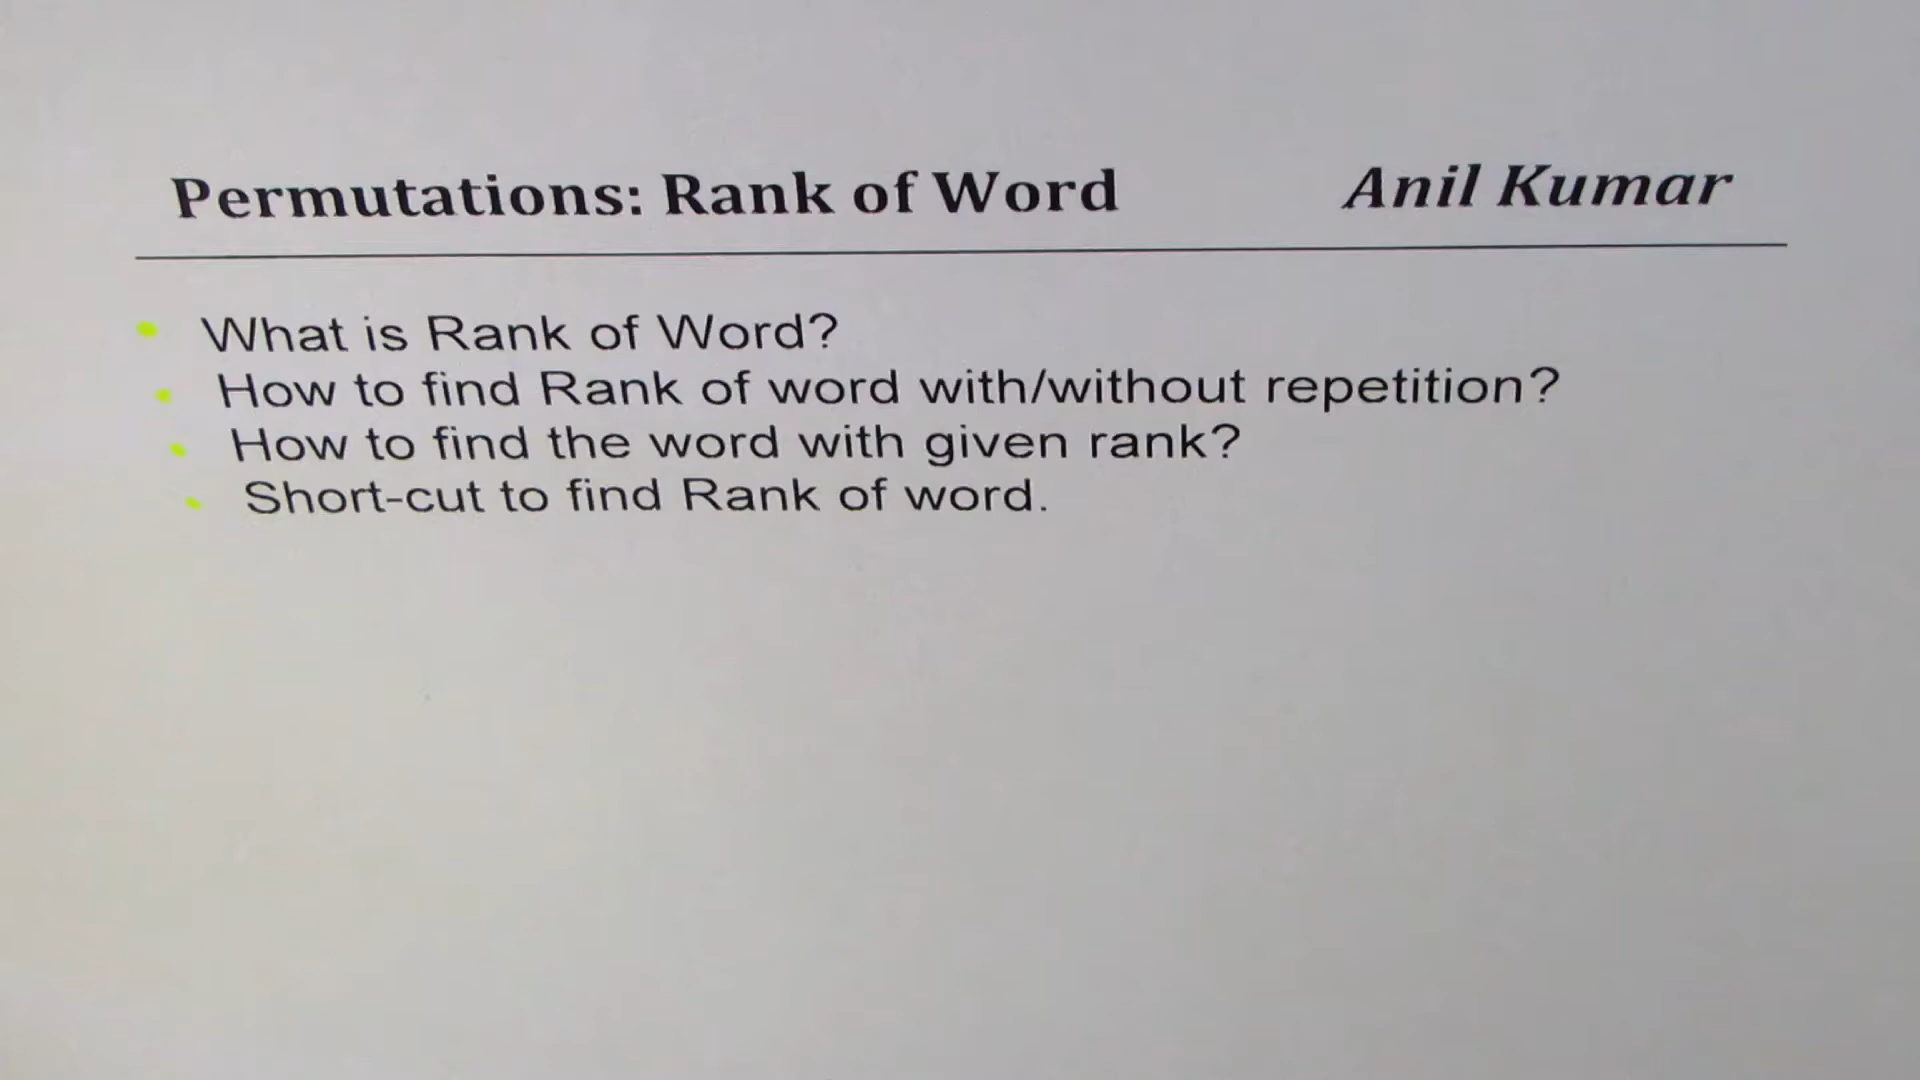 Permutations: Rank of Word Anil Kumar
What is Rank of Word?
How to find Rank of word with/without repetition?
How to find the word with given rank?
Short-cut to find Rank of word.